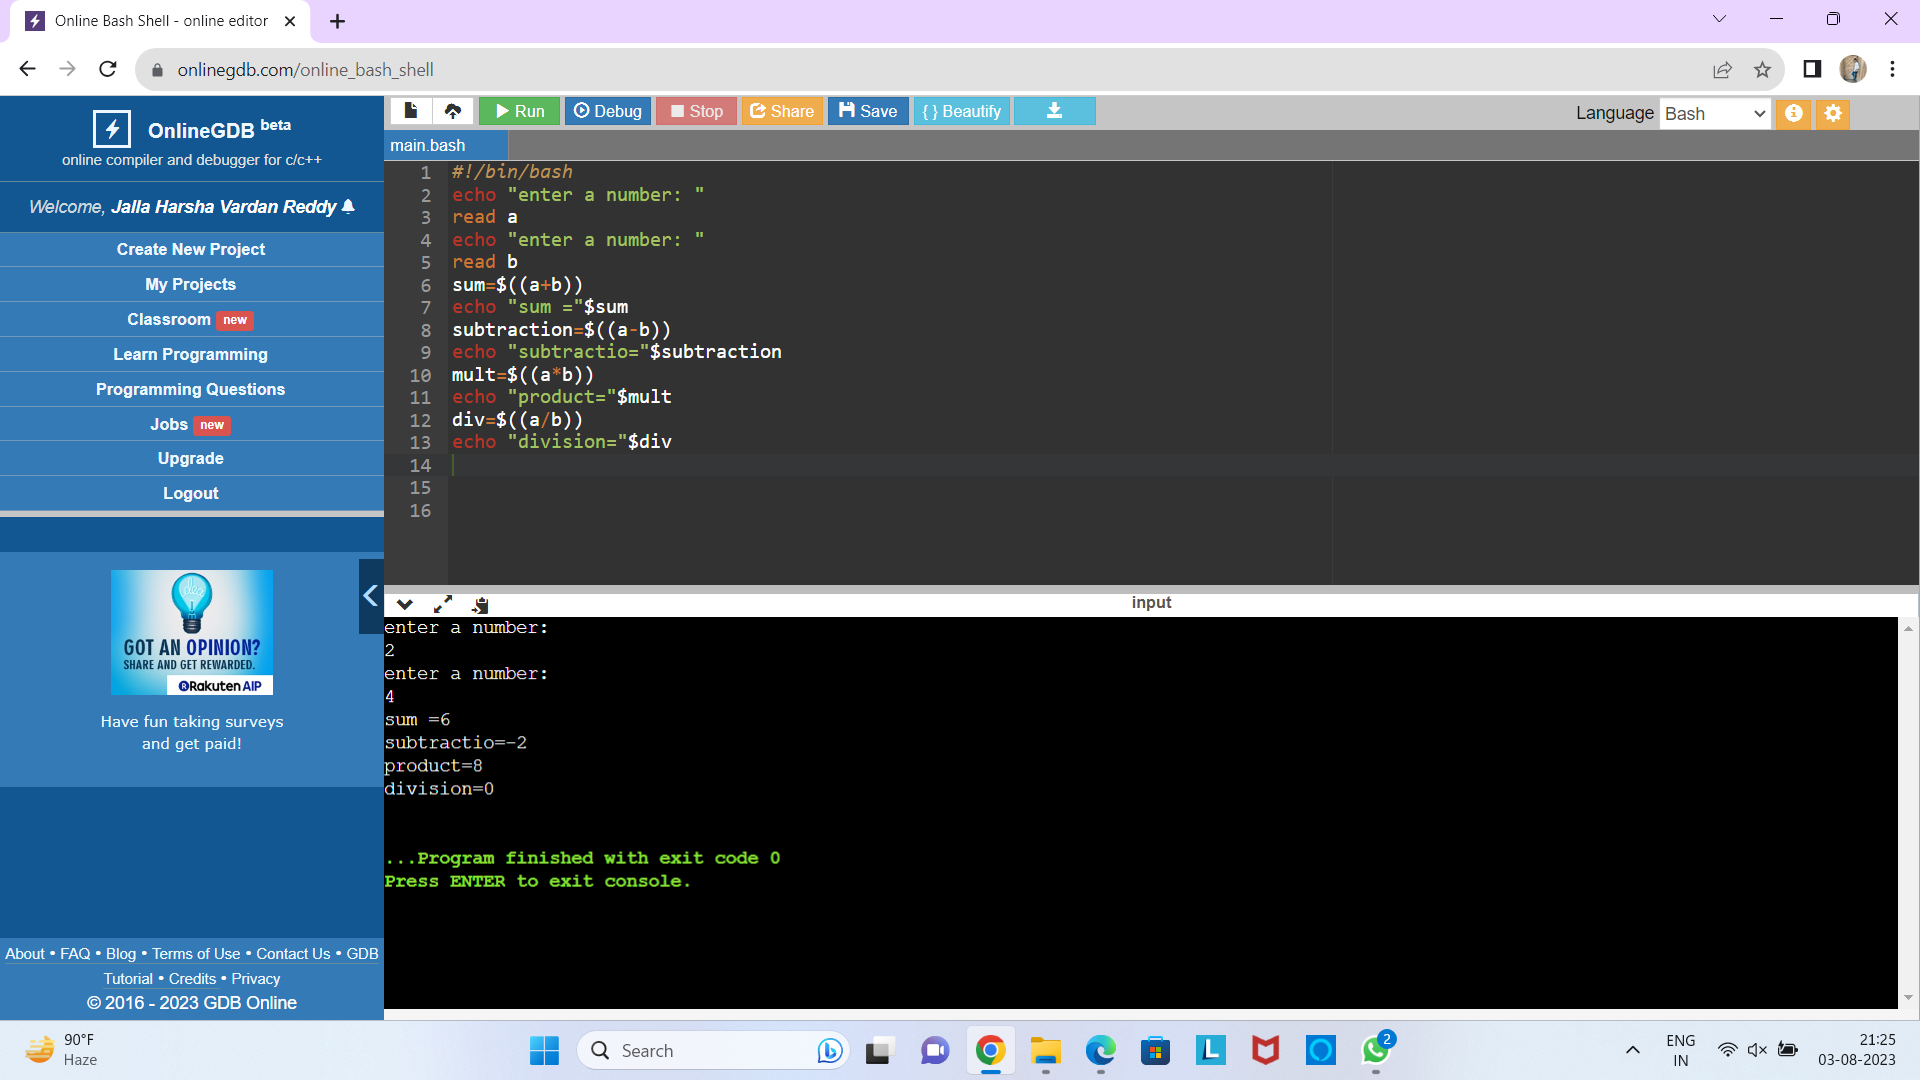 Online Bash Shell - online editor
onlinegdb.com/online_bash_shell
OnlineGDB beta
online compiler and debugger for c/c++
Welcome, Jalla Harsha Vardan Reddy
Create New Project
My Projects
Classroom new
Learn Programming
Programming Questions
Jobs new
Upgrade
Logout
GOT AN OPINION?
SHARE AND GET REWARDED.
Rakuten AIP
Have fun taking surveys
and get paid!
About • FAQ • Blog • Terms of Use • Contact Us • GDB
Tutorial • Credits • Privacy
© 2016 - 2023 GDB Online
Run Debug Stop Share Save { } Beautify
Language Bash
main.bash
1 #!/bin/bash
2 echo "enter a number: "
3 read a
4 echo "enter a number: "
5 read b
6 sum=$((a+b))
7 echo "sum ="$sum
8 subtraction=$((a-b))
9 echo "subtractio="$subtraction
10 mult=$((a*b))
11 echo "product="$mult
12 div=$((a/b))
13 echo "division="$div
14
15
16
input
enter a number:
2
enter a number:
4
sum =6
subtractio=-2
product=8
division=0
...Program finished with exit code 0
Press ENTER to exit console.
90°F
Haze
Search
L
2
ENG
IN
21:25
03-08-2023